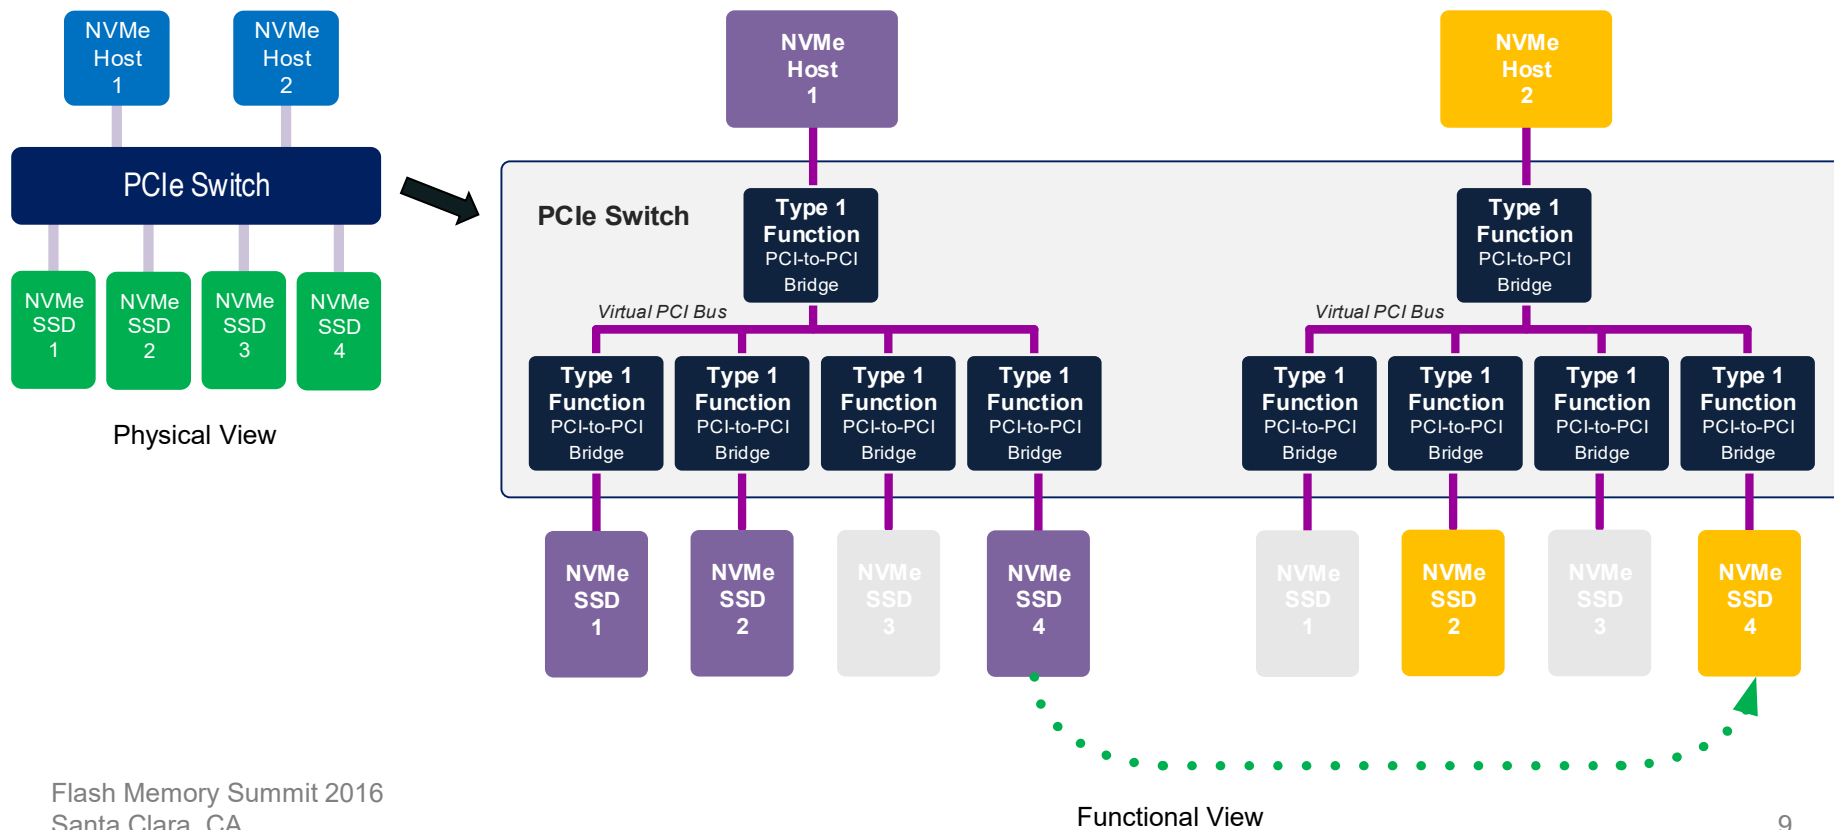 NVMe
Host
1
NVMe
Host
2
PCIe Switch
NVMe
SSD
1
NVMe
SSD
2
NVMe
SSD
3
NVMe
SSD
4
Physical View
NVMe
Host
1
NVMe
Host
2
PCIe Switch
Type 1
Function
PCI-to-PCI
Bridge
Type 1
Function
PCI-to-PCI
Bridge
Virtual PCI Bus
Virtual PCI Bus
Type 1
Function
PCI-to-PCI
Bridge
Type 1
Function
PCI-to-PCI
Bridge
Type 1
Function
PCI-to-PCI
Bridge
Type 1
Function
PCI-to-PCI
Bridge
Type 1
Function
PCI-to-PCI
Bridge
Type 1
Function
PCI-to-PCI
Bridge
Type 1
Function
PCI-to-PCI
Bridge
Type 1
Function
PCI-to-PCI
Bridge
NVMe
SSD
1
NVMe
SSD
2
NVMe
SSD
3
NVMe
SSD
4
NVMe
SSD
1
NVMe
SSD
2
NVMe
SSD
3
NVMe
SSD
4
Flash Memory Summit 2016
Santa Clara, CA
Functional View
9